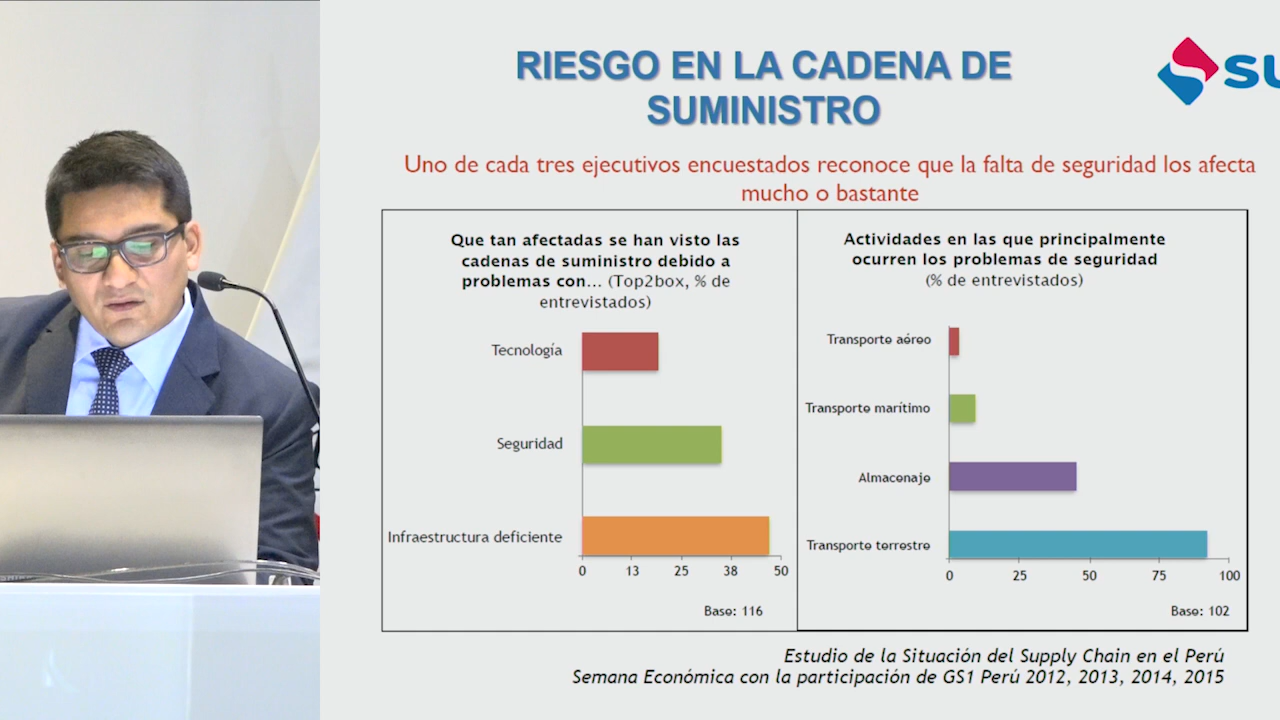 RIESGO EN LA CADENA DE
SUMINISTRO
Uno de cada tres ejecutivos encuestados reconoce que la falta de seguridad los afecta
mucho o bastante
Que tan afectadas se han visto las
cadenas de suministro debido a
problemas con... (Top2box, % de
entrevistados)
Tecnología
Seguridad
Infraestructura deficiente
0 13 25 38 50
Base: 116
Actividades en las que principalmente
ocurren los problemas de seguridad
(% de entrevistados)
Transporte aéreo
Transporte marítimo
Almacenaje
Transporte terrestre
0 25 50 75 100
Base: 102
Estudio de la Situación del Supply Chain en el Perú
Semana Económica con la participación de GS1 Perú 2012, 2013, 2014, 2015